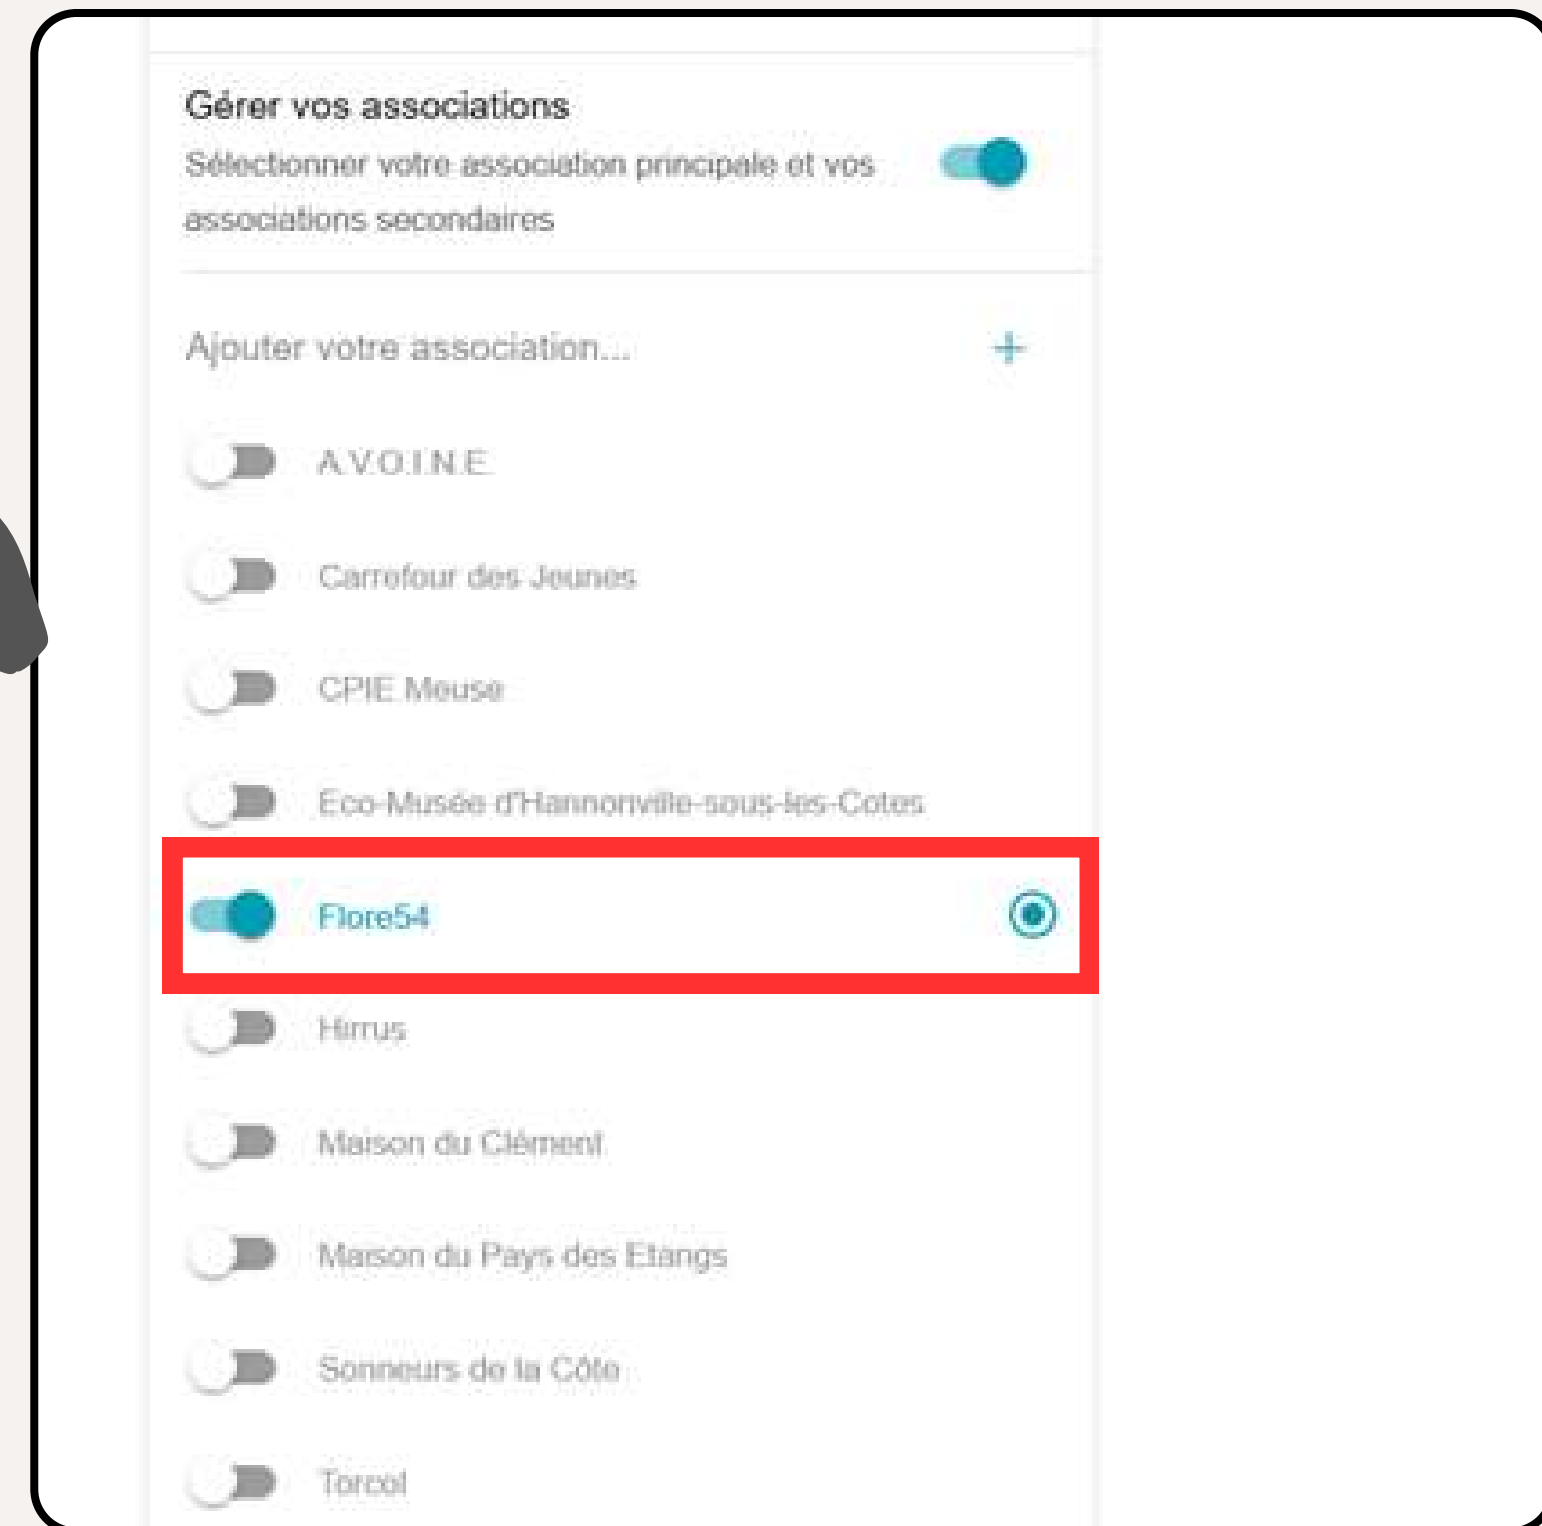 Gérer vos associations
Sélectionner votre association principale et vos
associations secondaires
Ajouter votre association...
A.V.O.I.N.E.
Carrefour des Jeunes
CPIE Meuse
Eco-Musée d'Hannonville-sous-les-Cotes
Flore54
Hirrus
Maison du Clément
Maison du Pays des Etangs
Sonneurs de la Côte
Torcol